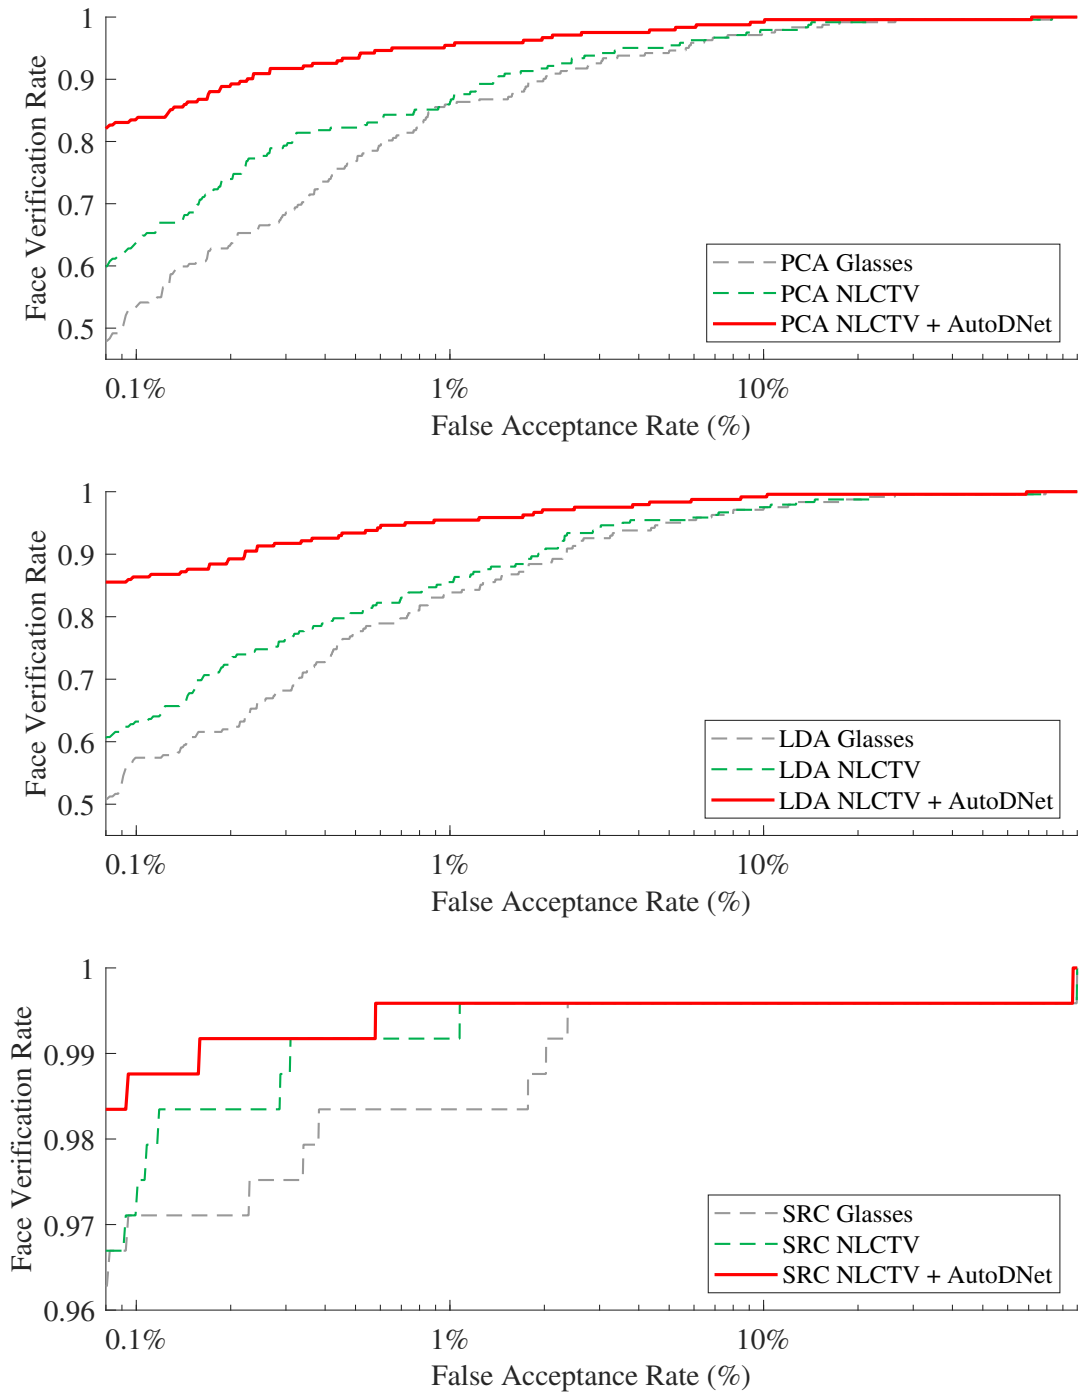 1
0.9
0.8
0.7
0.6
0.5
Face Verification Rate
PCA Glasses
PCA NLCTV
PCA NLCTV + AutoDNet
0.1%
1%
10%
False Acceptance Rate (%)
1
0.9
0.8
0.7
0.6
0.5
Face Verification Rate
LDA Glasses
LDA NLCTV
LDA NLCTV + AutoDNet
0.1%
1%
10%
False Acceptance Rate (%)
1
0.99
0.98
0.97
0.96
Face Verification Rate
SRC Glasses
SRC NLCTV
SRC NLCTV + AutoDNet
0.1%
1%
10%
False Acceptance Rate (%)